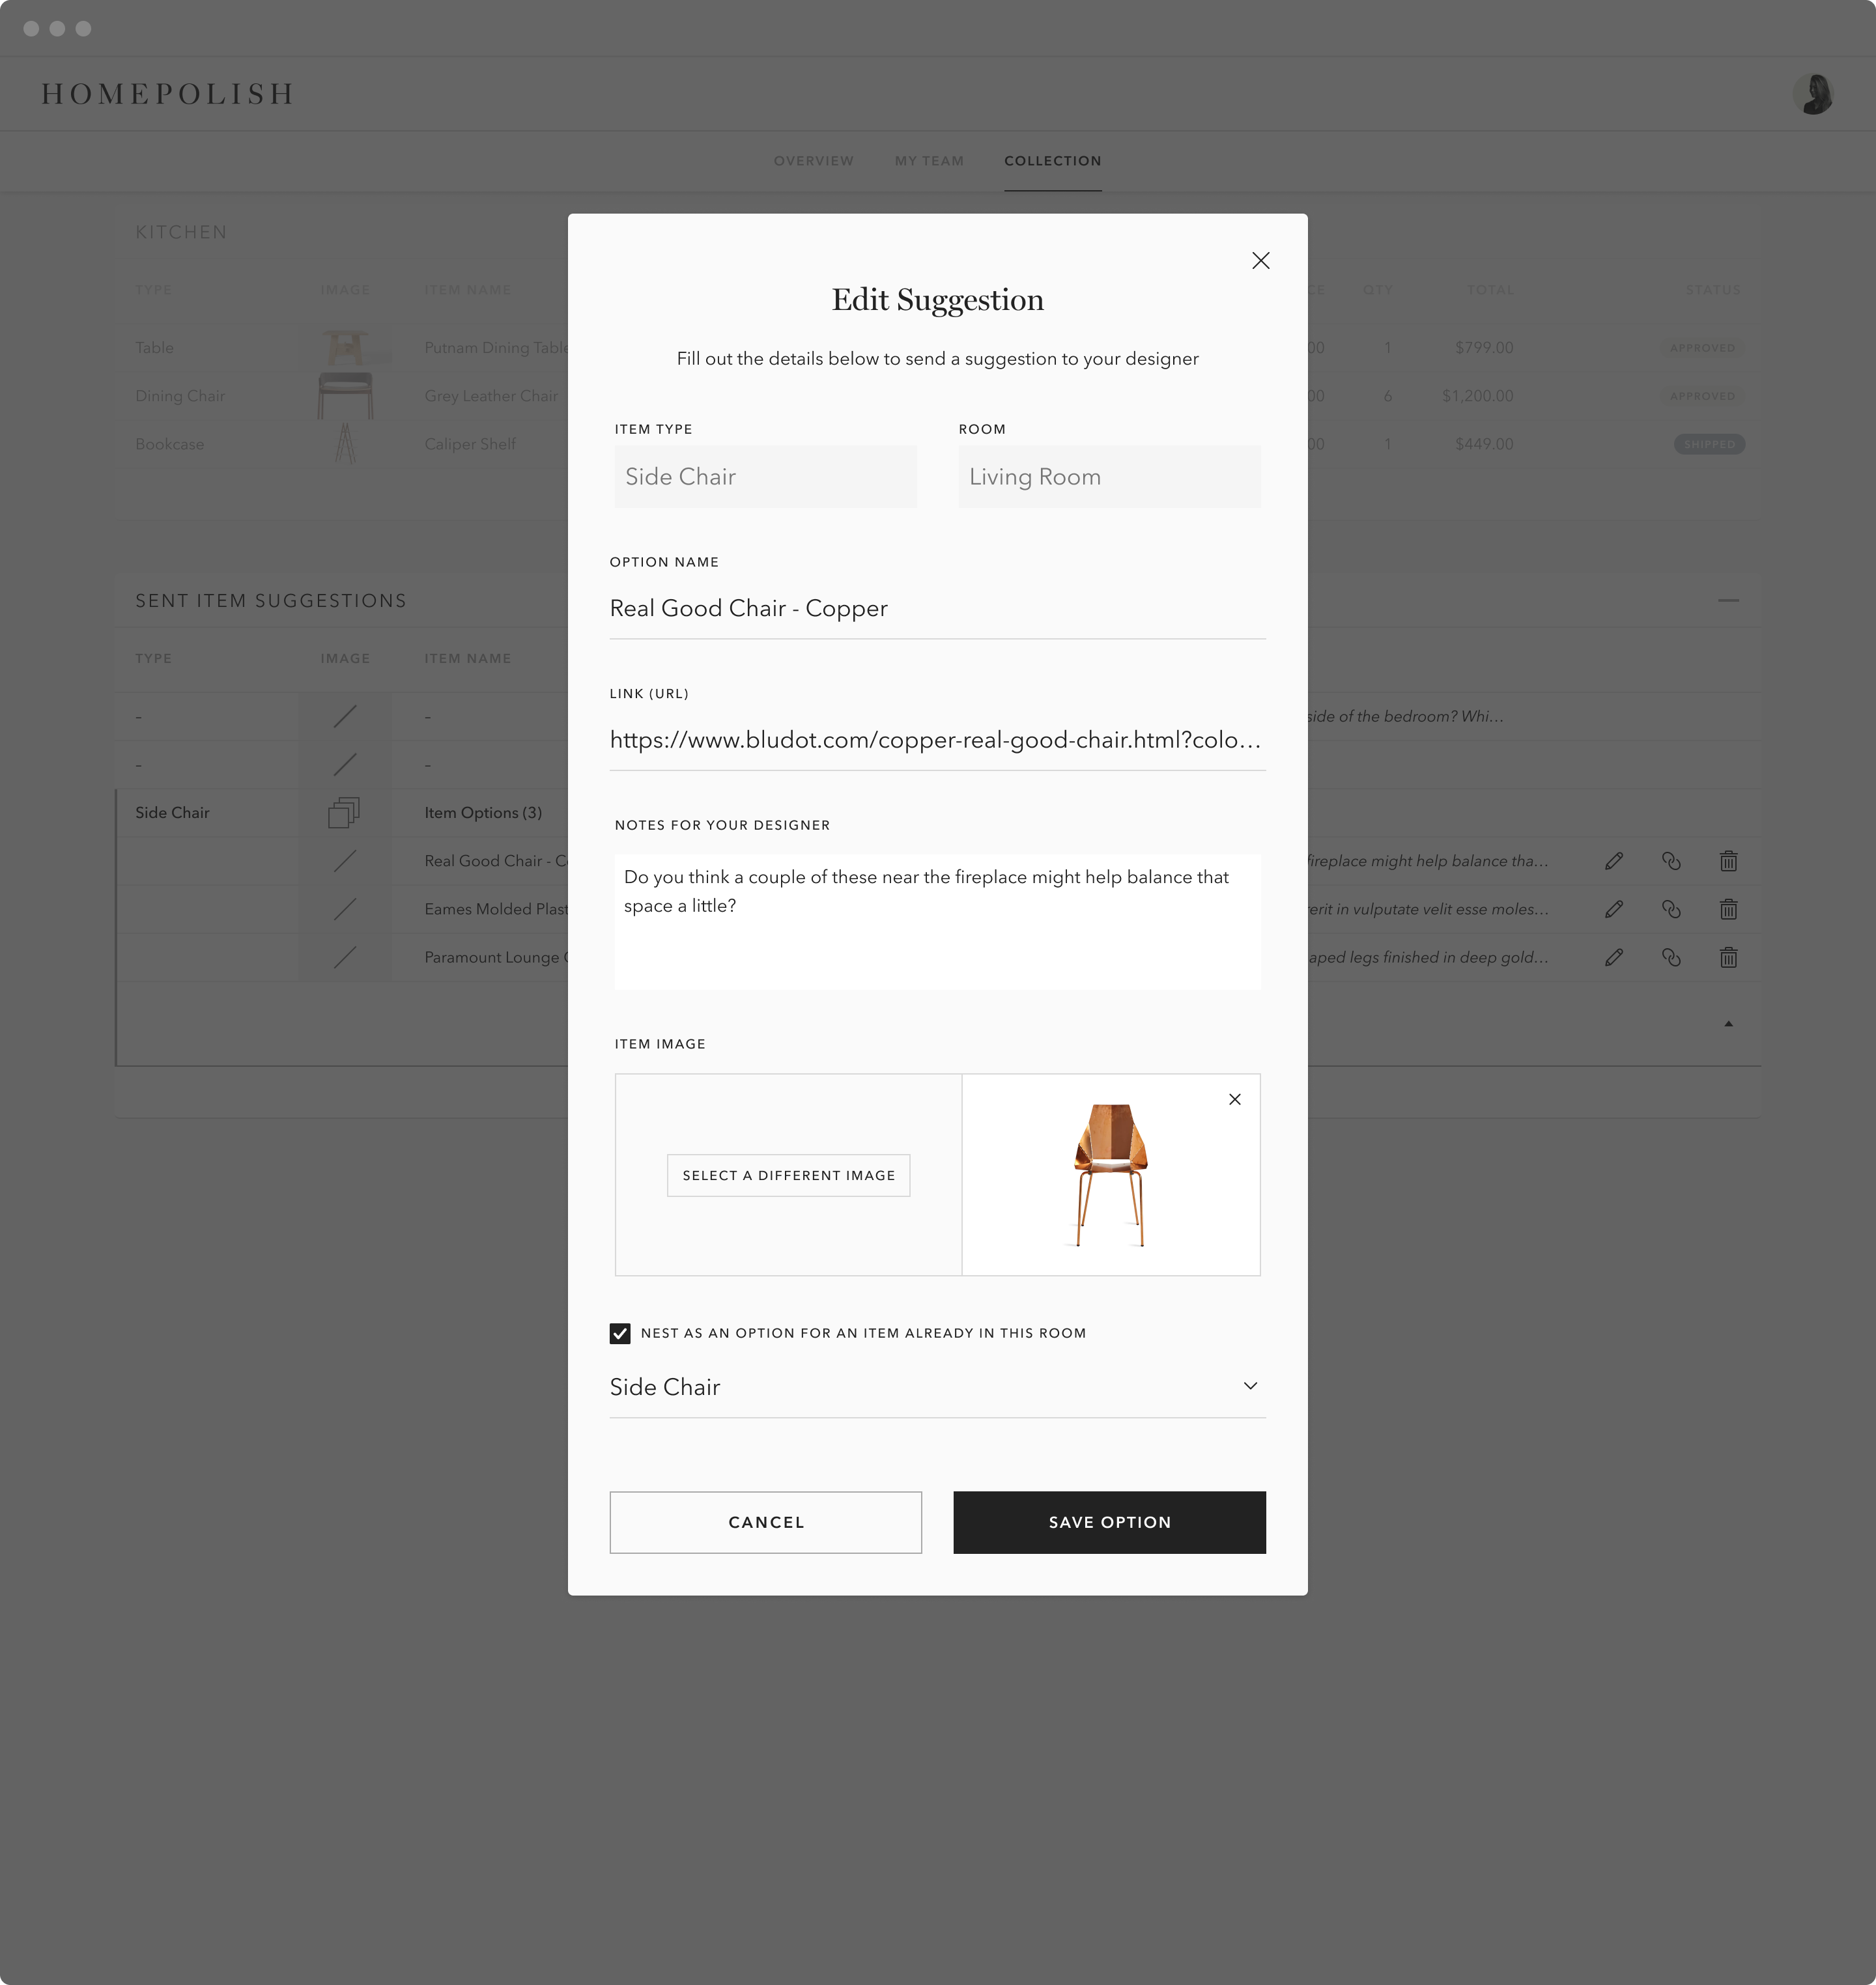 HOMEPOLISH
OVERVIEW MY TEAM COLLECTION
KITCHEN
TYPE IMAGE ITEM NAME QTY TOTAL STATUS
Table Putnam Dining Table 00 1 $799.00 APPROVED
Dining Chair Grey Leather Chair 00 6 $1,200.00 APPROVED
Bookcase Caliper Shelf 00 1 $449.00 SHIPPED
SENT ITEM SUGGESTIONS
TYPE IMAGE ITEM NAME
– – side of the bedroom? Whi…
– –
Side Chair Item Options (3)
Real Good Chair - C fireplace might help balance tha…
Eames Molded Plast rerit in vulputate velit esse moles…
Paramount Lounge aped legs finished in deep gold…
Edit Suggestion
Fill out the details below to send a suggestion to your designer
ITEM TYPE ROOM
Side Chair Living Room
OPTION NAME
Real Good Chair - Copper
LINK (URL)
https://www.bludot.com/copper-real-good-chair.html?colo…
NOTES FOR YOUR DESIGNER
Do you think a couple of these near the fireplace might help balance that
space a little?
ITEM IMAGE
SELECT A DIFFERENT IMAGE
NEST AS AN OPTION FOR AN ITEM ALREADY IN THIS ROOM
Side Chair
CANCEL SAVE OPTION